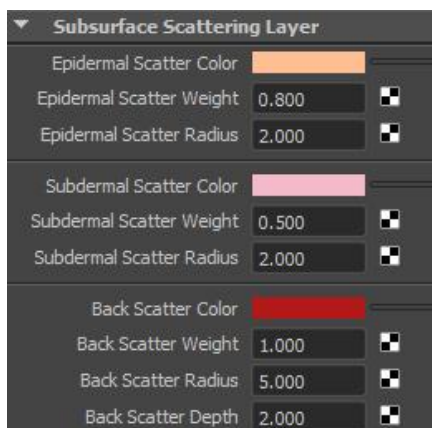 Subsurface Scattering Layer
Epidermal Scatter Color
Epidermal Scatter Weight 0.800
Epidermal Scatter Radius 2.000
Subdermal Scatter Color
Subdermal Scatter Weight 0.500
Subdermal Scatter Radius 2.000
Back Scatter Color
Back Scatter Weight 1.000
Back Scatter Radius 5.000
Back Scatter Depth 2.000